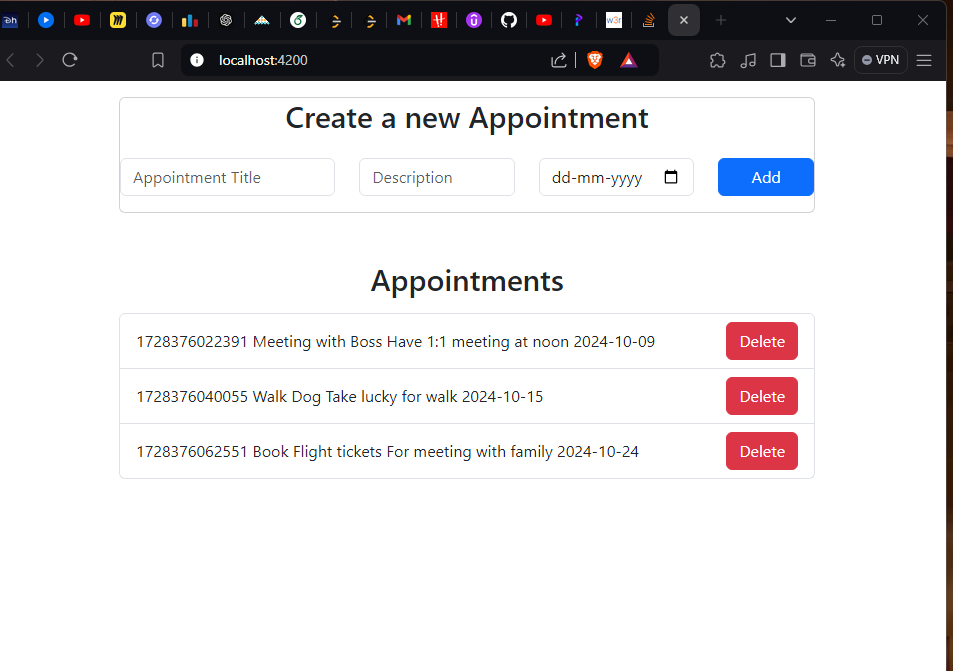 Dh w3r
localhost:4200 VPN
Create a new Appointment
Appointment Title Description dd-mm-yyyy Add
Appointments
1728376022391 Meeting with Boss Have 1:1 meeting at noon 2024-10-09 Delete
1728376040055 Walk Dog Take lucky for walk 2024-10-15 Delete
1728376062551 Book Flight tickets For meeting with family 2024-10-24 Delete